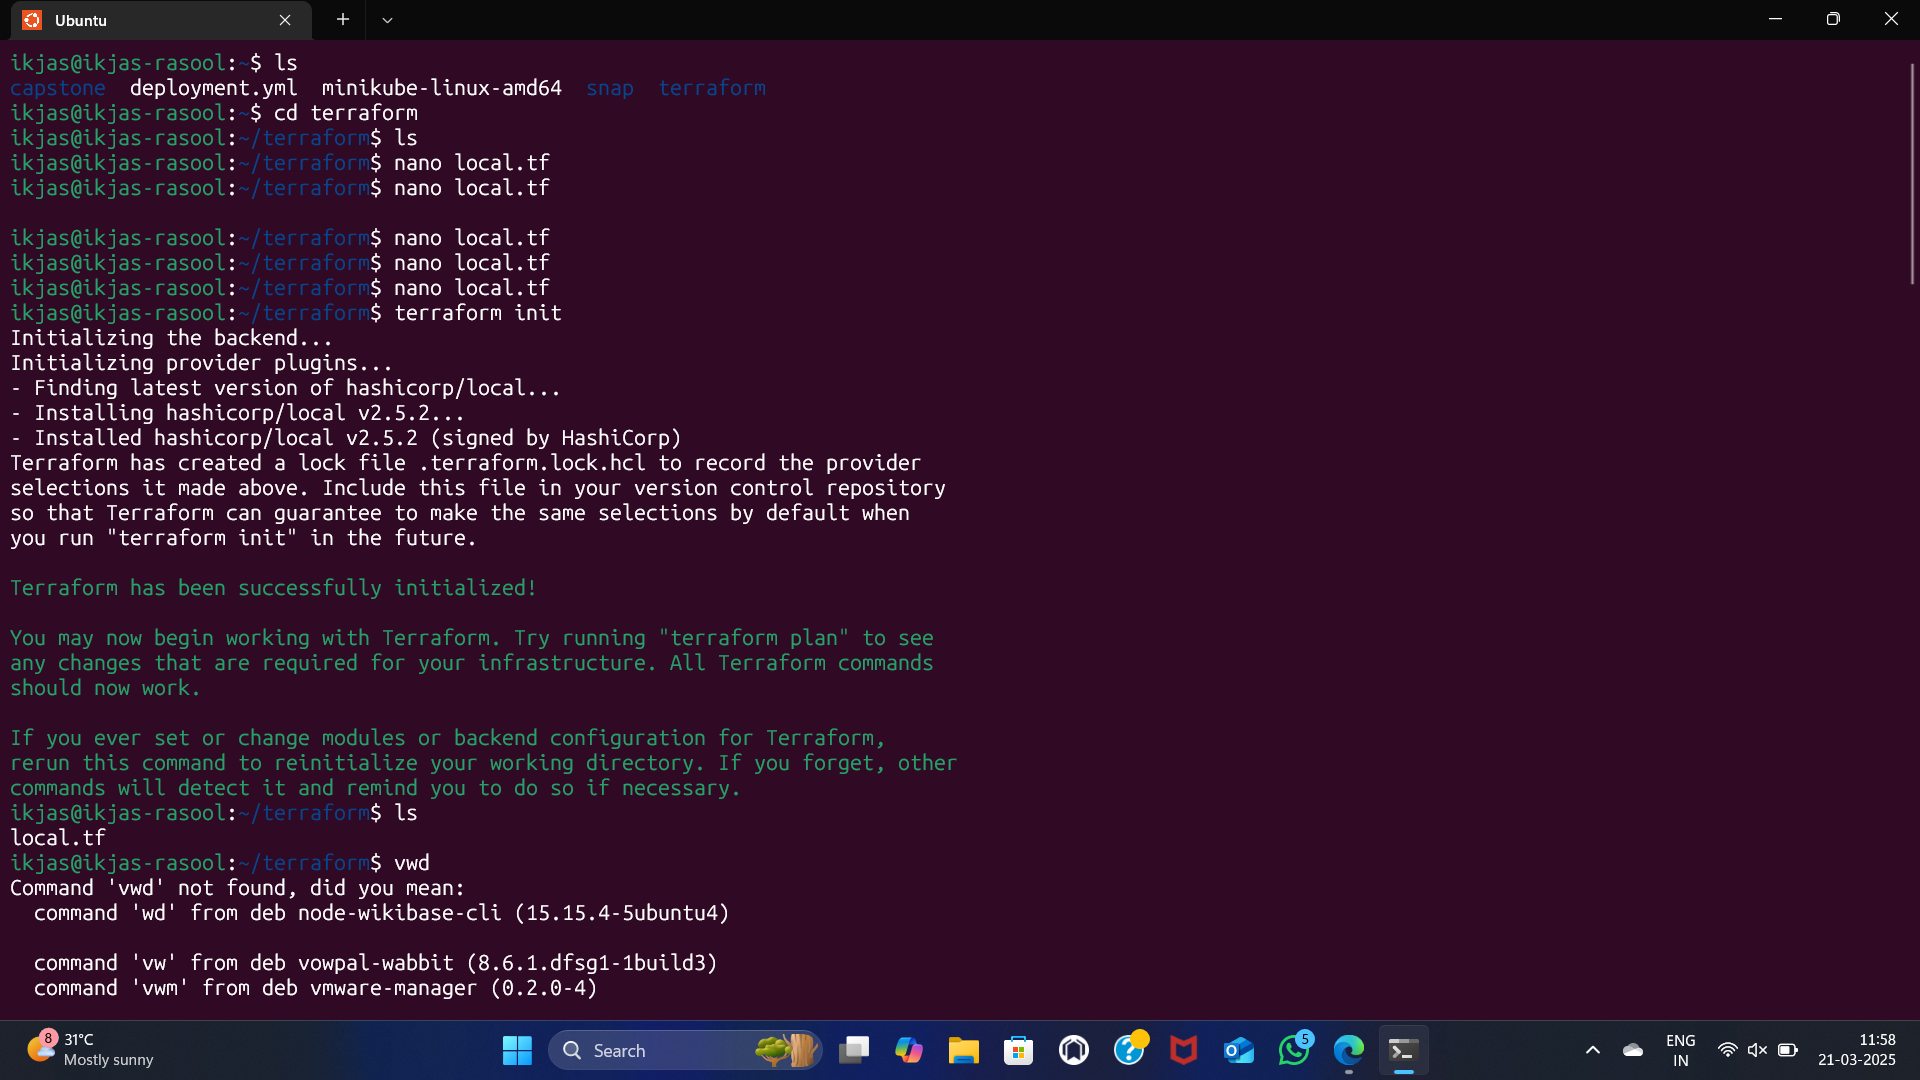 Ubuntu
ikjas@ikjas-rasool:~$ ls
capstone  deployment.yml  minikube-linux-amd64  snap  terraform
ikjas@ikjas-rasool:~$ cd terraform
ikjas@ikjas-rasool:~/terraform$ ls
ikjas@ikjas-rasool:~/terraform$ nano local.tf
ikjas@ikjas-rasool:~/terraform$ nano local.tf
ikjas@ikjas-rasool:~/terraform$ nano local.tf
ikjas@ikjas-rasool:~/terraform$ nano local.tf
ikjas@ikjas-rasool:~/terraform$ nano local.tf
ikjas@ikjas-rasool:~/terraform$ terraform init
Initializing the backend...
Initializing provider plugins...
- Finding latest version of hashicorp/local...
- Installing hashicorp/local v2.5.2...
- Installed hashicorp/local v2.5.2 (signed by HashiCorp)
Terraform has created a lock file .terraform.lock.hcl to record the provider
selections it made above. Include this file in your version control repository
so that Terraform can guarantee to make the same selections by default when
you run "terraform init" in the future.
Terraform has been successfully initialized!
You may now begin working with Terraform. Try running "terraform plan" to see
any changes that are required for your infrastructure. All Terraform commands
should now work.
If you ever set or change modules or backend configuration for Terraform,
rerun this command to reinitialize your working directory. If you forget, other
commands will detect it and remind you to do so if necessary.
ikjas@ikjas-rasool:~/terraform$ ls
local.tf
ikjas@ikjas-rasool:~/terraform$ vwd
Command 'vwd' not found, did you mean:
  command 'wd' from deb node-wikibase-cli (15.15.4-5ubuntu4)
  command 'vw' from deb vowpal-wabbit (8.6.1.dfsg1-1build3)
  command 'vwm' from deb vmware-manager (0.2.0-4)
8
31°C
Mostly sunny
Search
5
ENG
IN
11:58
21-03-2025